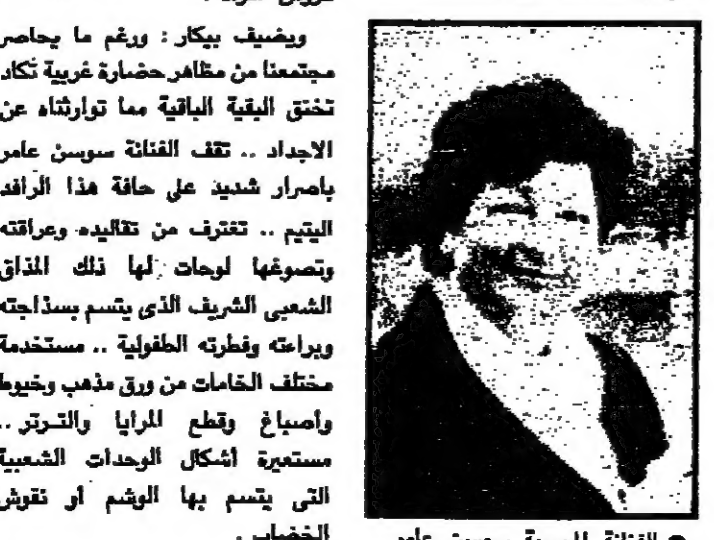 ويضيف بيكار : ورغم ما يحاصر
مجتمعنا من مظاهر حضارة غربية تكاد
تخنق البقية الباقية مما توارثناه عن
الاجداد .. تقف الفنانة سوسن عامر
باصرار شديد على حافة هذا الرافد
اليتيم .. تغترف من تقاليده وعراقته
وتصوغها لوحات لها ذلك المذاق
الشعبى الشريف الذى يتسم بسذاجته
وبراءته وفطرته الطفولية .. مستخدمة
مختلف الخامات من ورق مذهب وخيوط
وأصباغ وقطع المرايا والترتر ..
مستعيرة أشكال الوحدات الشعبية
التى يتسم بها الوشم أو نقوش
الخضاب .
● الفنانة المصرية سوسن عامر